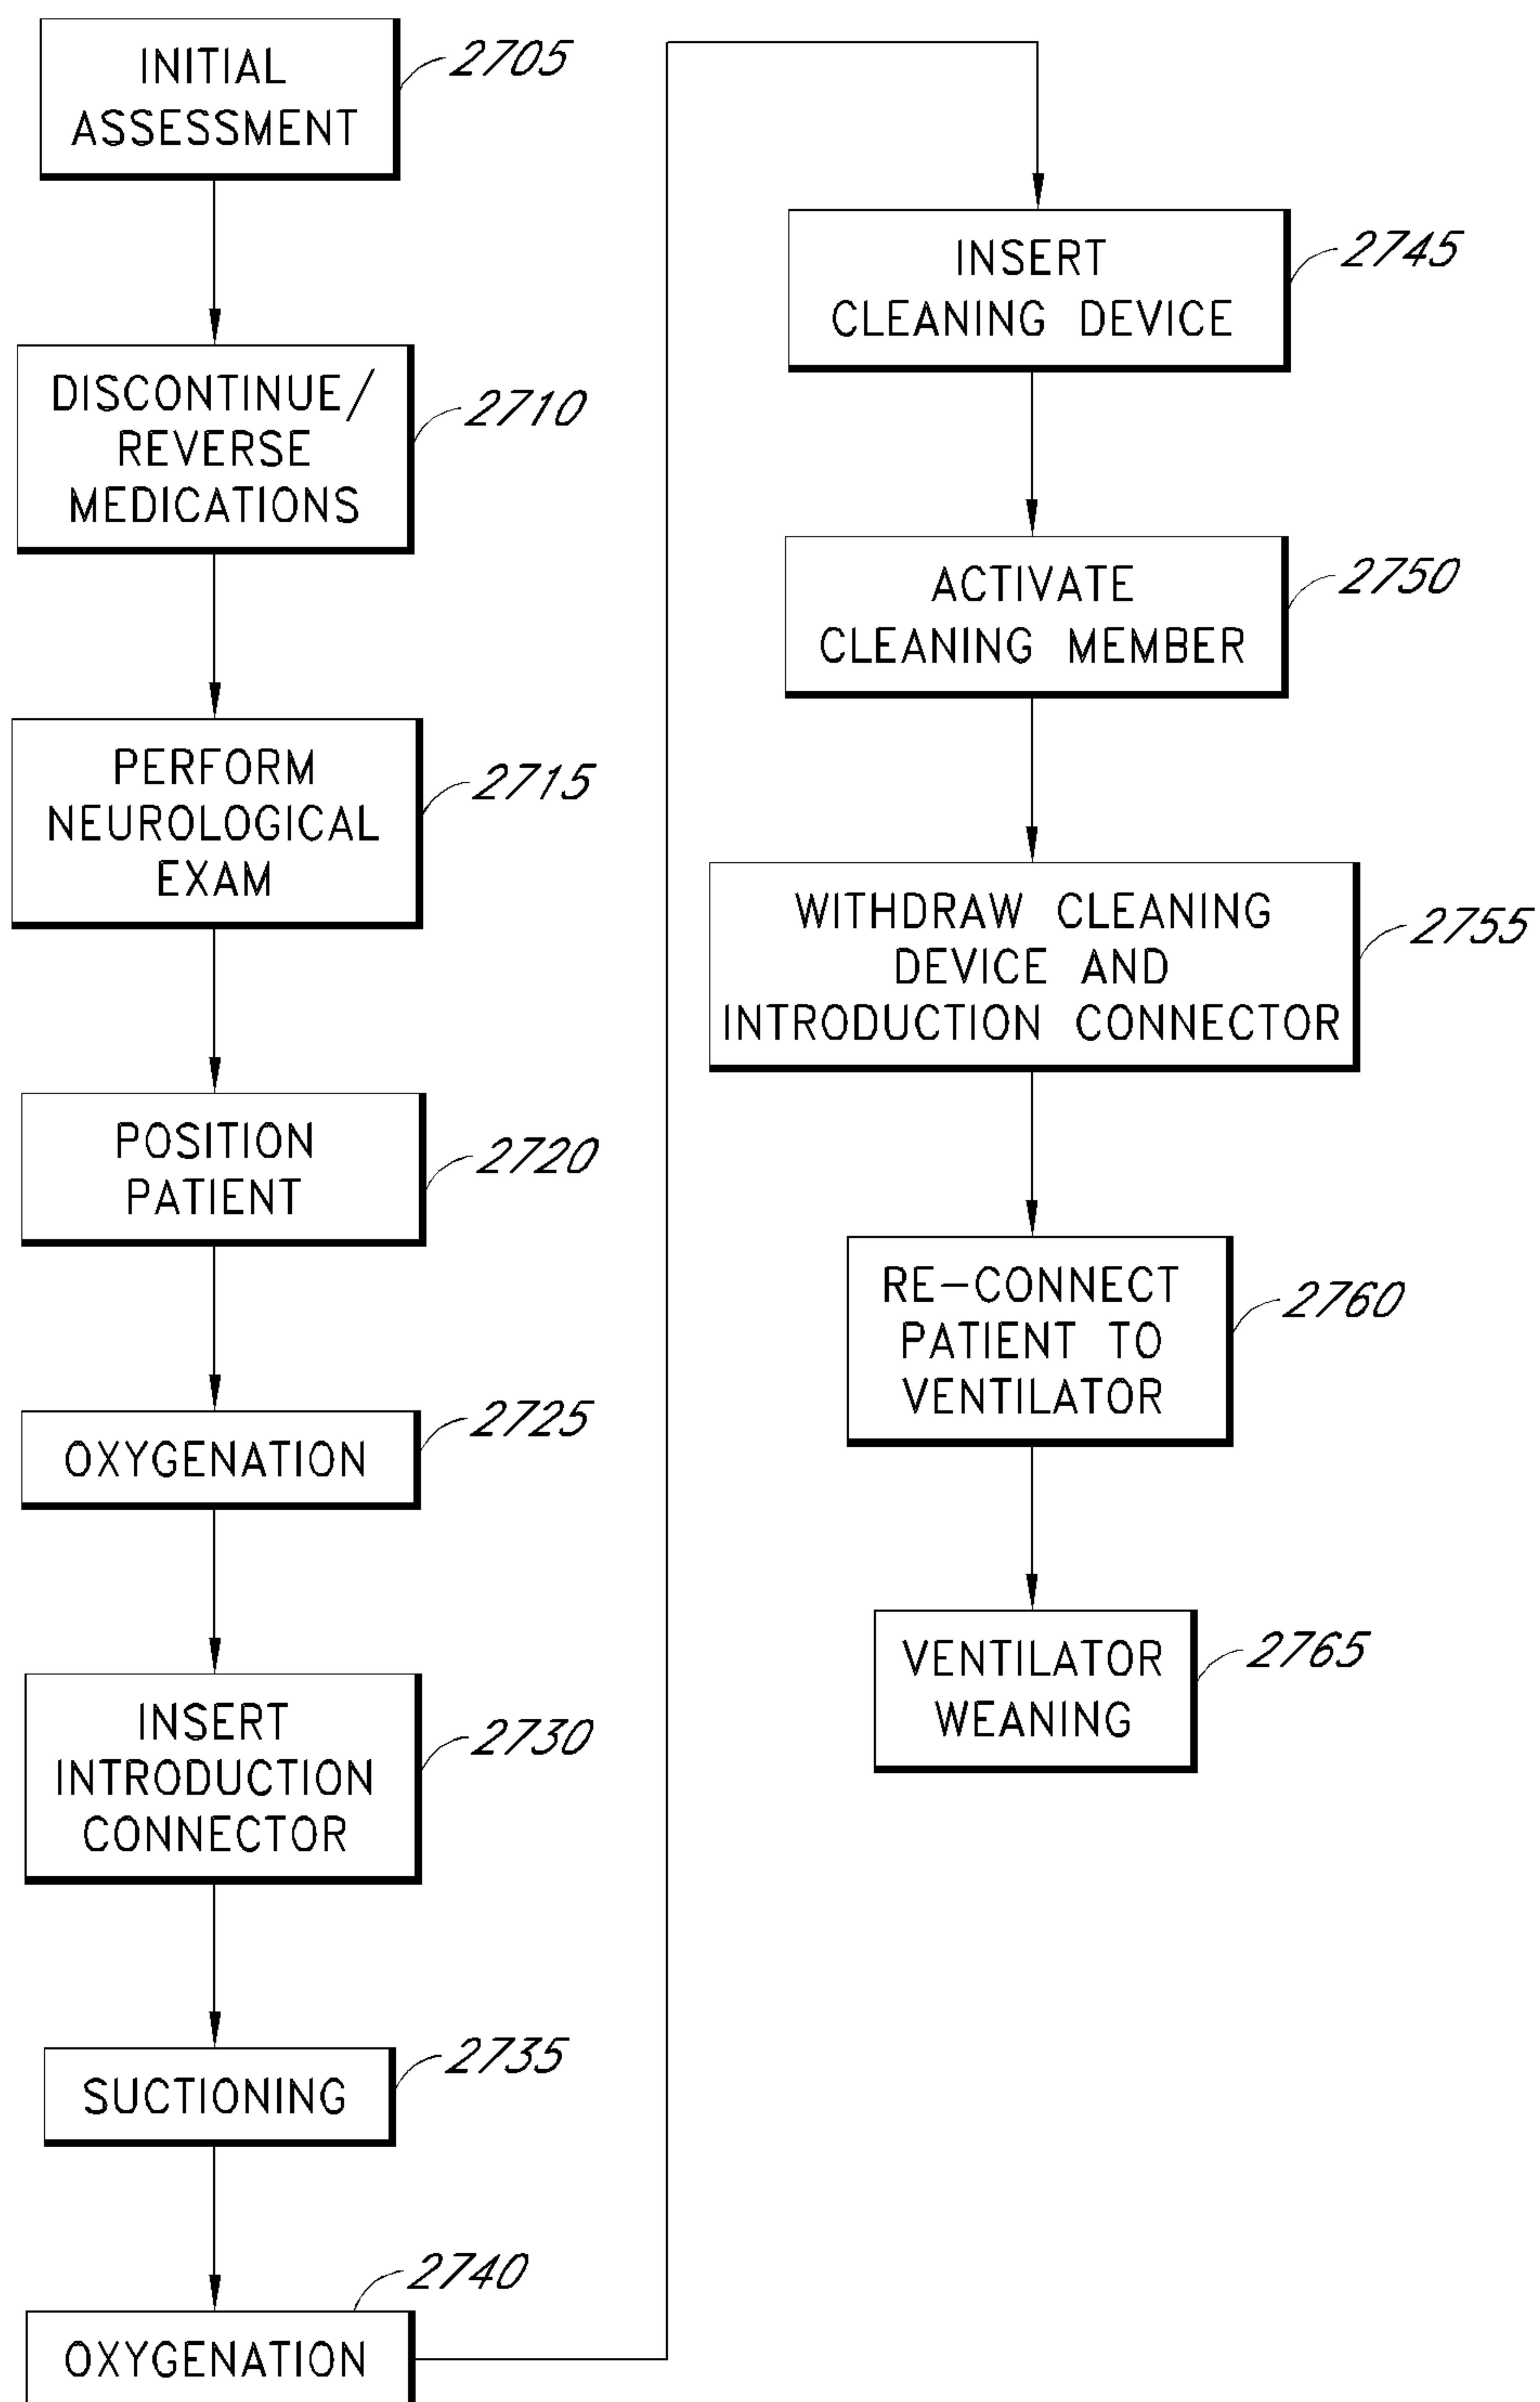 INITIAL
ASSESSMENT
2705
DISCONTINUE/
REVERSE
MEDICATIONS
2710
PERFORM
NEUROLOGICAL
EXAM
2715
POSITION
PATIENT
2720
OXYGENATION
2725
INSERT
INTRODUCTION
CONNECTOR
2730
SUCTIONING
2735
OXYGENATION
2740
INSERT
CLEANING DEVICE
2745
ACTIVATE
CLEANING MEMBER
2750
WITHDRAW CLEANING
DEVICE AND
INTRODUCTION CONNECTOR
2755
RE-CONNECT
PATIENT TO
VENTILATOR
2760
VENTILATOR
WEANING
2765